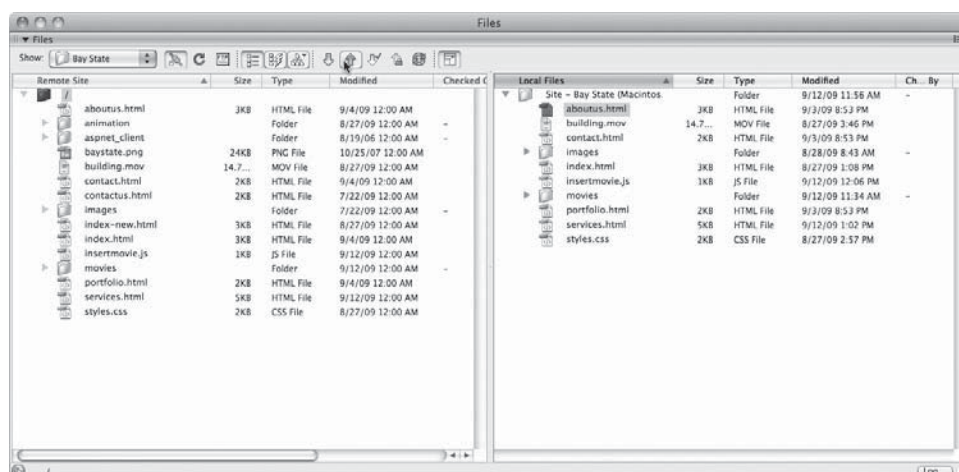 Files
Files
Show: Bay State
Remote Site Size Type Modified Checked
/
aboutus.html 3KB HTML File 9/4/09 12:00 AM
animation Folder 8/27/09 12:00 AM -
aspnet_client Folder 8/19/06 12:00 AM -
baystate.png 24KB PNG File 10/25/07 12:00 AM
building.mov 14.7... MOV File 8/27/09 12:00 AM
contact.html 2KB HTML File 9/4/09 12:00 AM
contactus.html 2KB HTML File 7/22/09 12:00 AM
images Folder 7/22/09 12:00 AM -
index-new.html 3KB HTML File 8/27/09 12:00 AM
index.html 3KB HTML File 9/4/09 12:00 AM
insertmovie.js 1KB JS File 9/12/09 12:00 AM
movies Folder 9/12/09 12:00 AM -
portfolio.html 2KB HTML File 9/4/09 12:00 AM
services.html 5KB HTML File 9/12/09 12:00 AM
styles.css 2KB CSS File 8/27/09 12:00 AM
Local Files Size Type Modified Ch... By
Site – Bay State (Macintos Folder 9/12/09 11:56 AM -
aboutus.html 3KB HTML File 9/3/09 8:53 PM
building.mov 14.7... MOV File 8/27/09 3:46 PM
contact.html 2KB HTML File 9/3/09 8:53 PM
images Folder 8/28/09 8:43 AM -
index.html 3KB HTML File 8/27/09 1:08 PM
insertmovie.js 1KB JS File 9/12/09 12:06 PM
movies Folder 9/12/09 11:34 AM -
portfolio.html 2KB HTML File 9/3/09 8:53 PM
services.html 5KB HTML File 9/12/09 1:02 PM
styles.css 2KB CSS File 8/27/09 2:57 PM